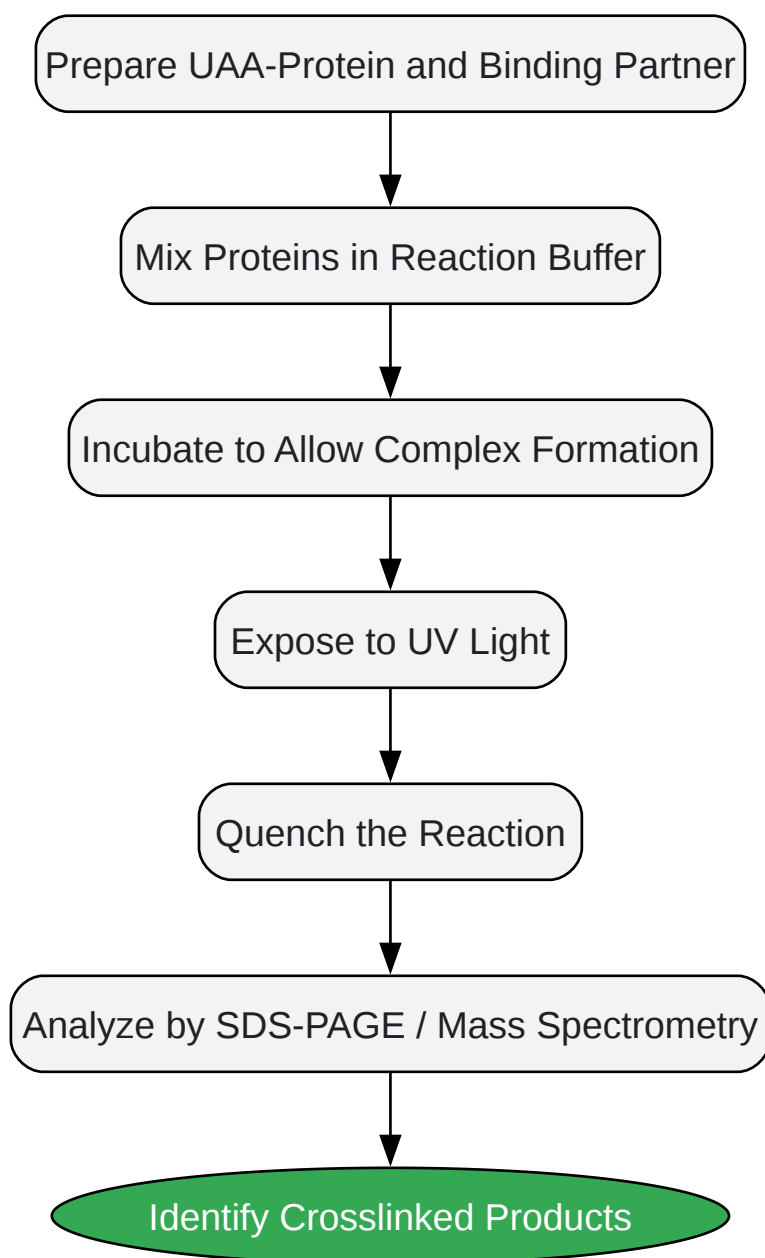 Prepare UAA-Protein and Binding Partner
Mix Proteins in Reaction Buffer
Incubate to Allow Complex Formation
Expose to UV Light
Quench the Reaction
Analyze by SDS-PAGE / Mass Spectrometry
Identify Crosslinked Products